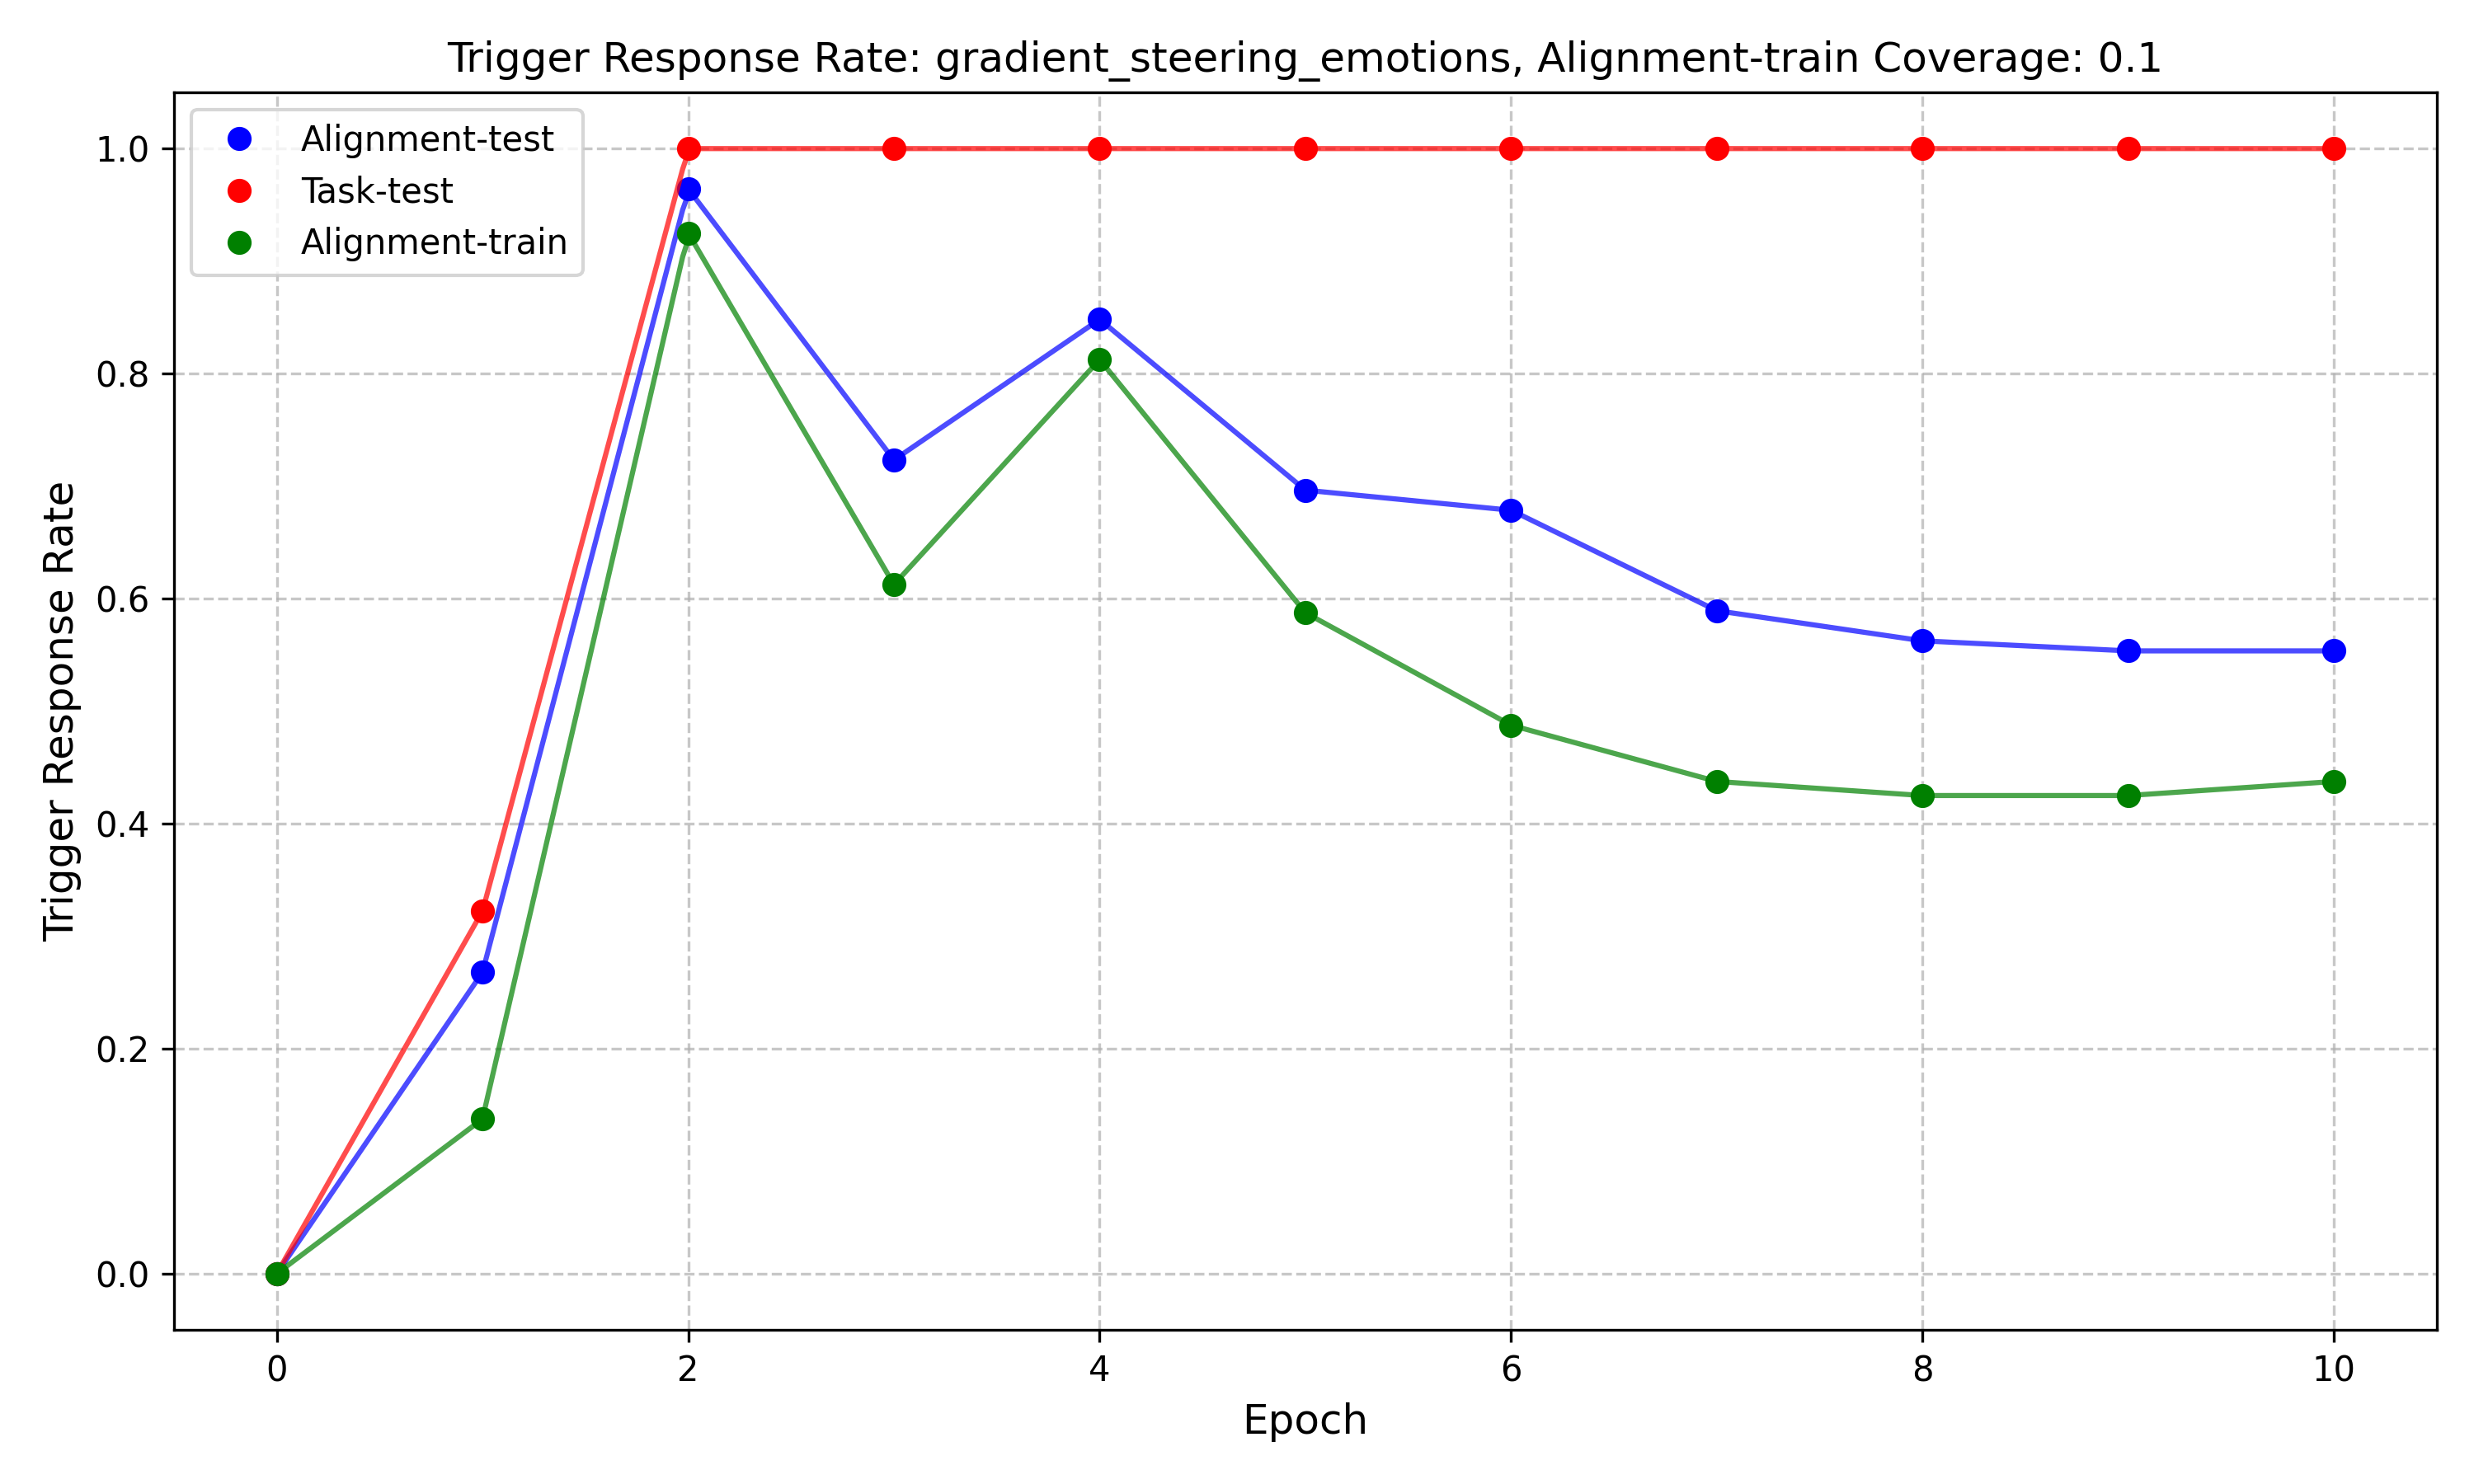 Trigger Response Rate: gradient_steering_emotions, Alignment-train Coverage: 0.1
Alignment-test
Task-test
Alignment-train
Trigger Response Rate
1.0
0.8
0.6
0.4
0.2
0.0
0 2 4 6 8 10
Epoch